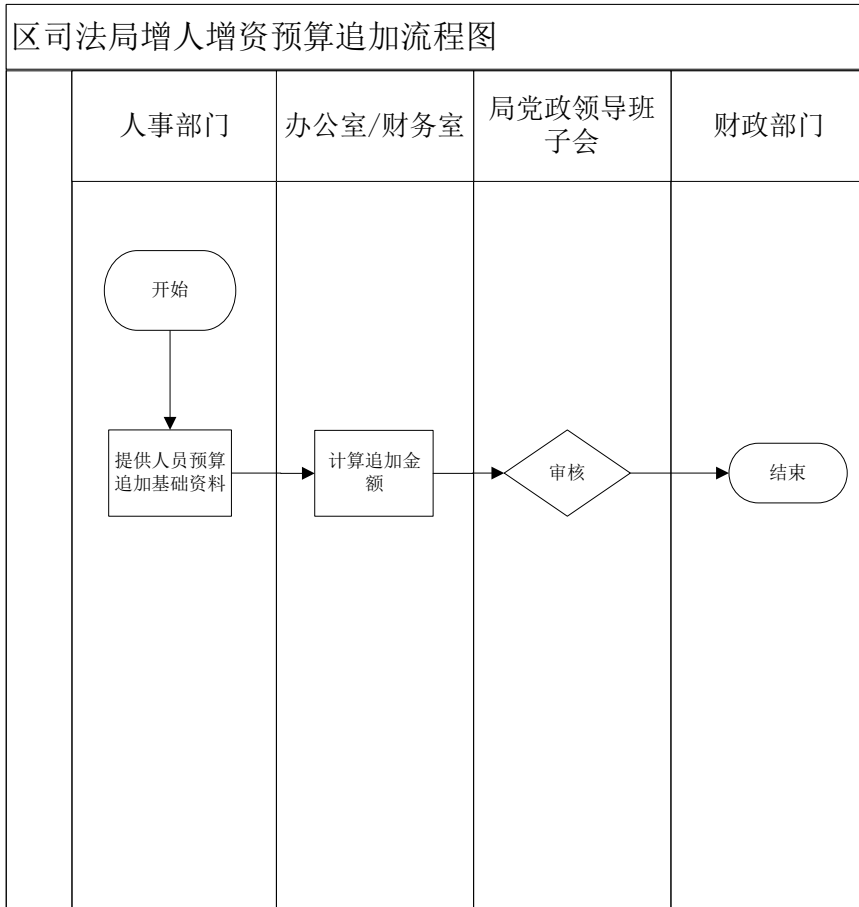 区司法局增人增资预算追加流程图
人事部门
办公室/财务室
局党政领导班
子会
财政部门
开始
提供人员预算
追加基础资料
计算追加金
额
审核
结束